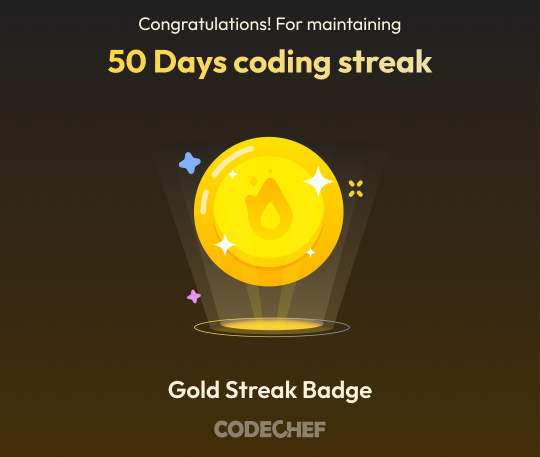 Congratulations! For maintaining
50 Days coding streak
Gold Streak Badge
CODECHEF